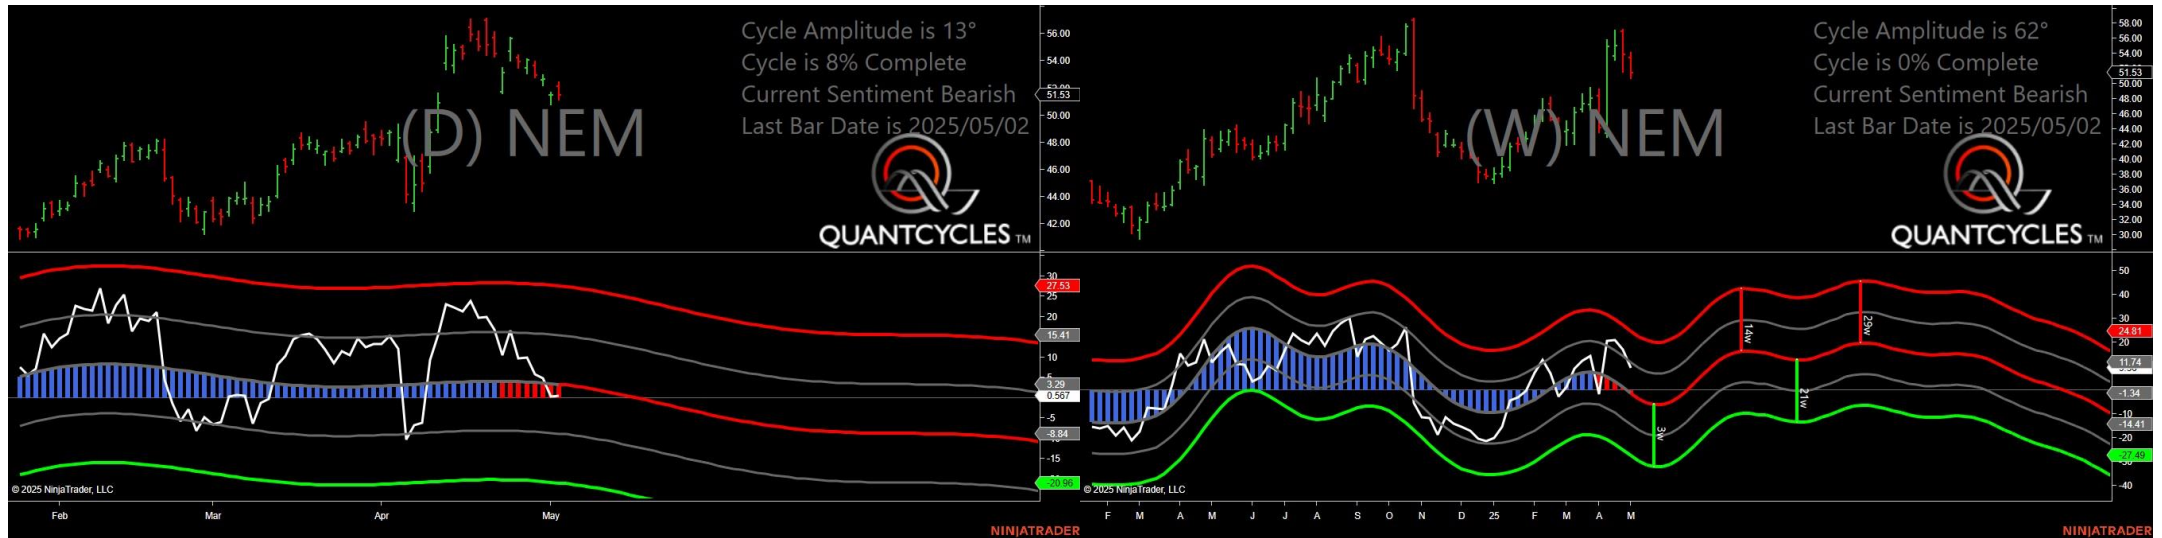 Cycle Amplitude is 13°
Cycle is 8% Complete
Current Sentiment Bearish
Last Bar Date is 2025/05/02
(D) NEM
QUANTCYCLES TM
56.00
54.00
51.53
50.00
48.00
46.00
44.00
42.00
30
27.53
25
20
15.41
10
3.29
0.567
-5
-8.84
-15
-20.96
© 2025 NinjaTrader, LLC
Feb Mar Apr May
NINJATRADER
Cycle Amplitude is 62°
Cycle is 0% Complete
Current Sentiment Bearish
Last Bar Date is 2025/05/02
(W) NEM
QUANTCYCLES TM
58.00
56.00
54.00
51.53
50.00
48.00
46.00
44.00
42.00
40.00
38.00
36.00
34.00
32.00
30.00
14w
29w
21w
3w
50
40
30
24.81
20
11.74
-1.34
-10
-14.41
-20
-27.49
-40
© 2025 NinjaTrader, LLC
F M A M J J A S O N D 25 F M A M
NINJATRADER